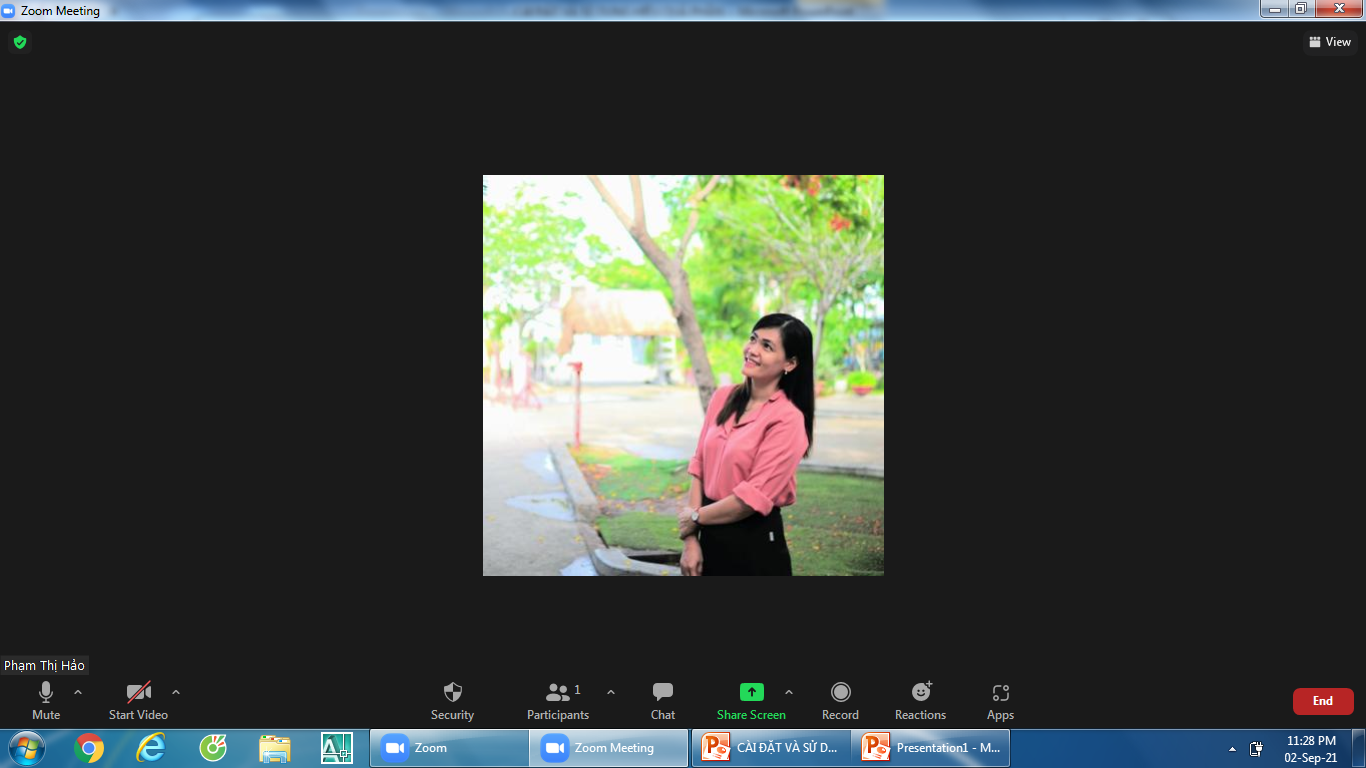 Zoom Meeting
View
Phạm Thị Hảo
Mute
Start Video
Security
Participants
1
Chat
Share Screen
Record
Reactions
Apps
End
Zoom
Zoom Meeting
CÀI ĐẶT VÀ SỬ D...
Presentation1 - M...
11:28 PM
02-Sep-21